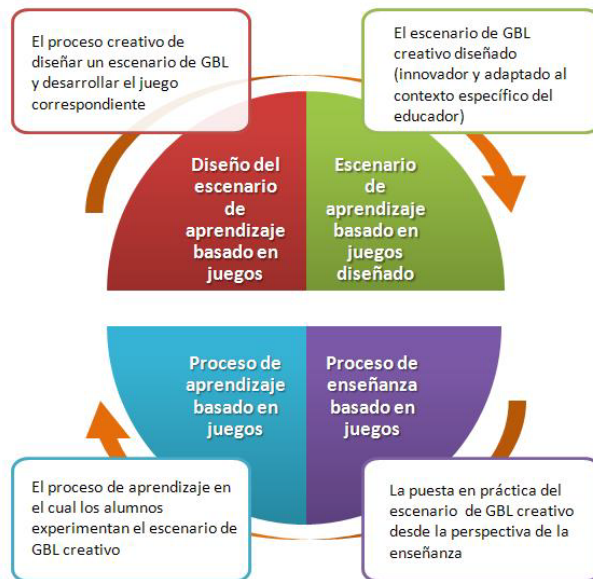 El proceso creativo de
diseñar un escenario de GBL
y desarrollar el juego
correspondiente
El escenario de GBL
creativo diseñado
(innovador y adaptado al
contexto específico del
educador)
Diseño del
escenario
de
aprendizaje
basado en
juegos
Escenario
de
aprendizaje
basado en
juegos
diseñado
Proceso de
aprendizaje
basado en
juegos
Proceso de
enseñanza
basado en
juegos
El proceso de aprendizaje en
el cual los alumnos
experimentan el escenario de
GBL creativo
La puesta en práctica del
escenario de GBL creativo
desde la perspectiva de la
enseñanza